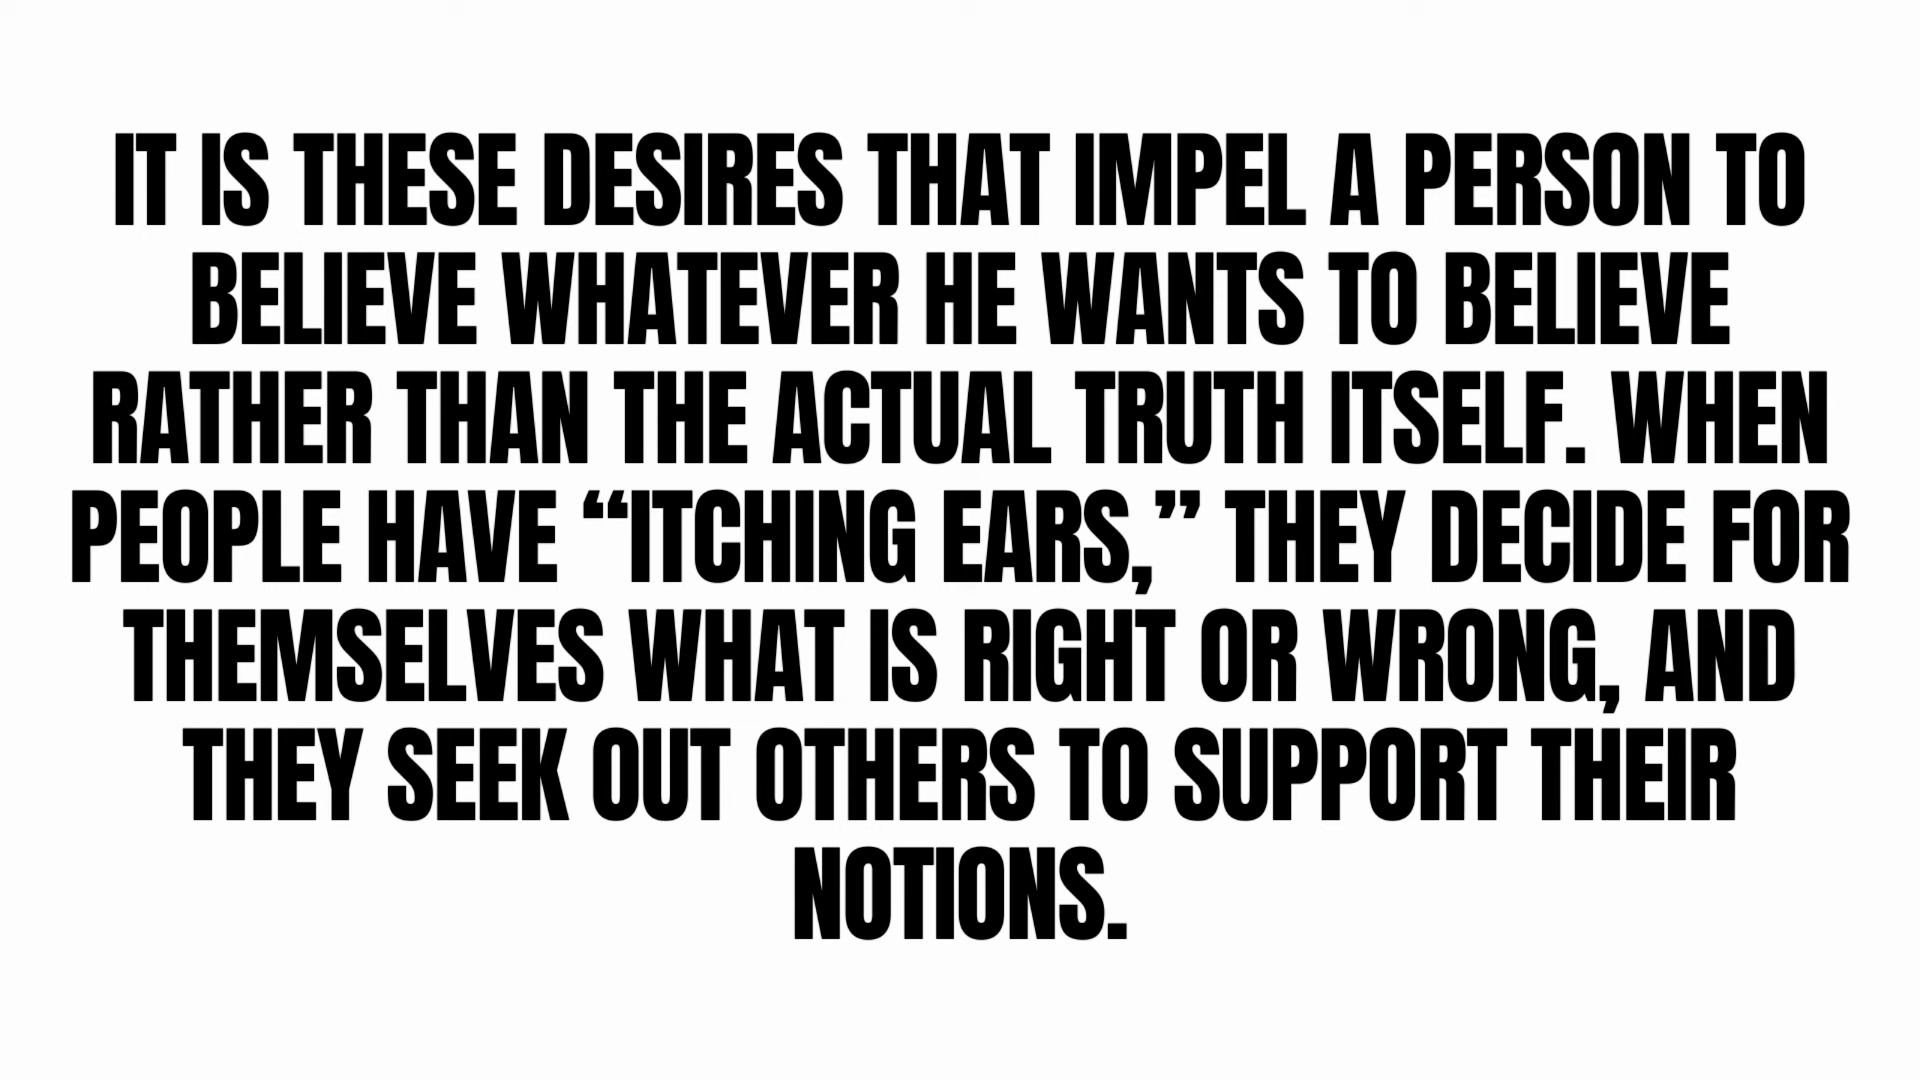 IT IS THESE DESIRES THAT IMPEL A PERSON TO
BELIEVE WHATEVER HE WANTS TO BELIEVE
RATHER THAN THE ACTUAL TRUTH ITSELF. WHEN
PEOPLE HAVE “ITCHING EARS,” THEY DECIDE FOR
THEMSELVES WHAT IS RIGHT OR WRONG, AND
THEY SEEK OUT OTHERS TO SUPPORT THEIR
NOTIONS.